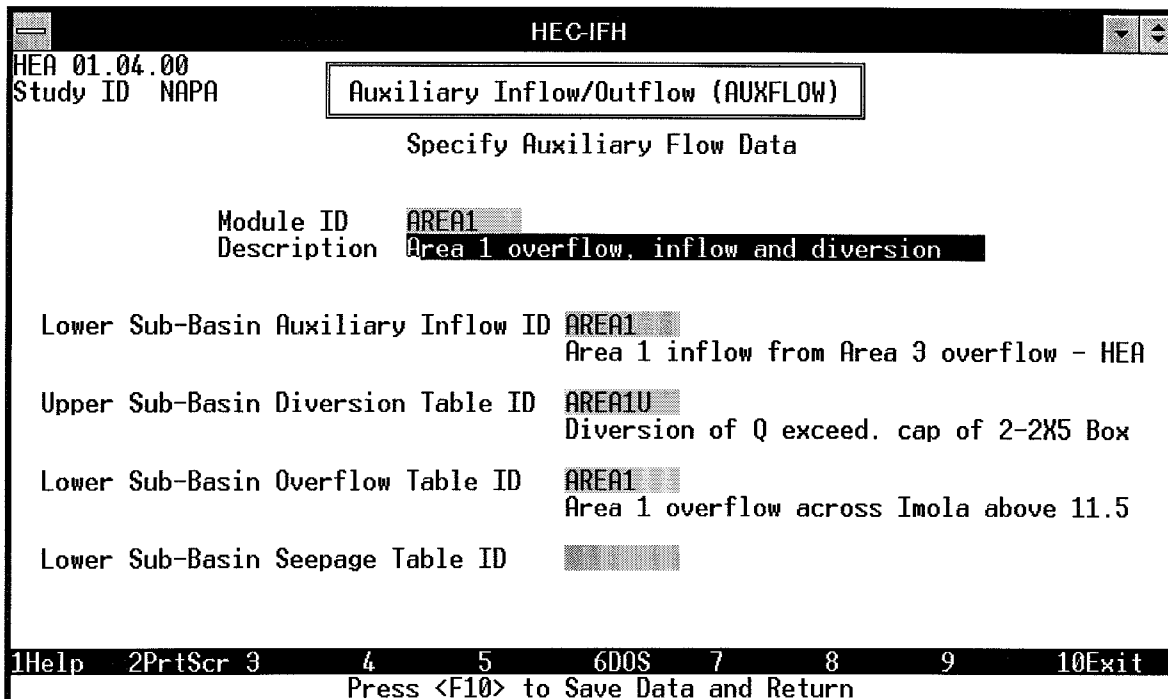 HEC-IFH
HEA 01.04.00
Study ID NAPA
Auxiliary Inflow/Outflow (AUXFLOW)
Specify Auxiliary Flow Data
Module ID AREA1
Description Area 1 overflow, inflow and diversion
Lower Sub-Basin Auxiliary Inflow ID AREA1
Area 1 inflow from Area 3 overflow - HEA
Upper Sub-Basin Diversion Table ID AREA1U
Diversion of Q exceed. cap of 2-2X5 Box
Lower Sub-Basin Overflow Table ID AREA1
Area 1 overflow across Imola above 11.5
Lower Sub-Basin Seepage Table ID
1Help 2PrtScr 3 4 5 6DOS 7 8 9 10Exit
Press <F10> to Save Data and Return